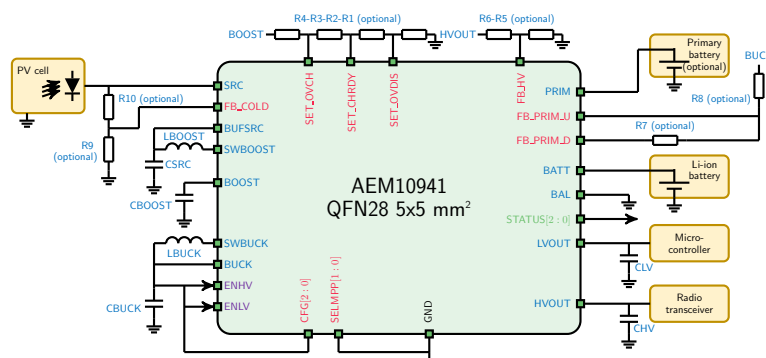 BOOST
R4-R3-R2-R1 (optional)
HVOUT
R6-R5 (optional)
Primary
battery
(optional)
BUC
PV cell
SRC
R10 (optional)
FB_COLD
BUFSRC
LBOOST
SWBOOST
R9
(optional)
CSRC
BOOST
CBOOST
SWBUCK
LBUCK
BUCK
ENHV
ENLV
CBUCK
SET_OVCH
SET_CHRDY
SET_OVDIS
FB_HV
PRIM
FB_PRIM_U
FB_PRIM_D
R8
(optional)
R7 (optional)
BATT
Li-ion
battery
BAL
STATUS[2 : 0]
AEM10941
QFN28 5x5 mm²
LVOUT
Micro-
controller
CLV
HVOUT
Radio
transceiver
CHV
CFG[2 : 0]
SELMPP[1 : 0]
GND